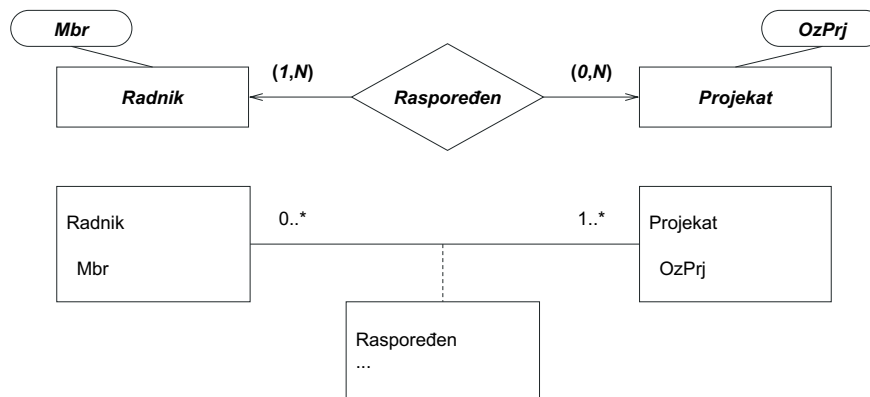 Mbr
OzPrj
(1,N)
(0,N)
Radnik
Raspoređen
Projekat
Radnik
0..*
1..*
Projekat
Mbr
OzPrj
Raspoređen
...